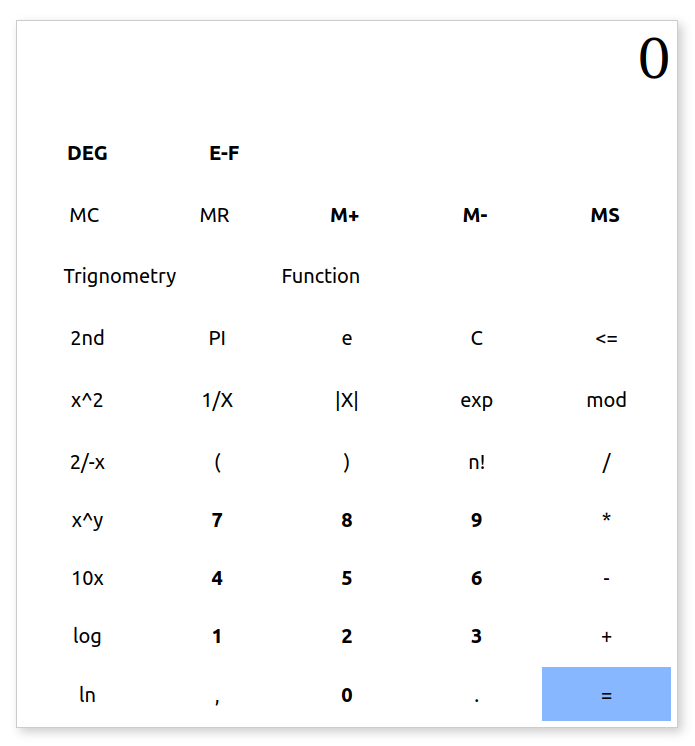 0
DEG E-F
MC MR M+ M- MS
Trignometry Function
2nd PI e C <=
x^2 1/X |X| exp mod
2/-x ( ) n! /
x^y 7 8 9 *
10x 4 5 6 -
log 1 2 3 +
ln , 0 . =